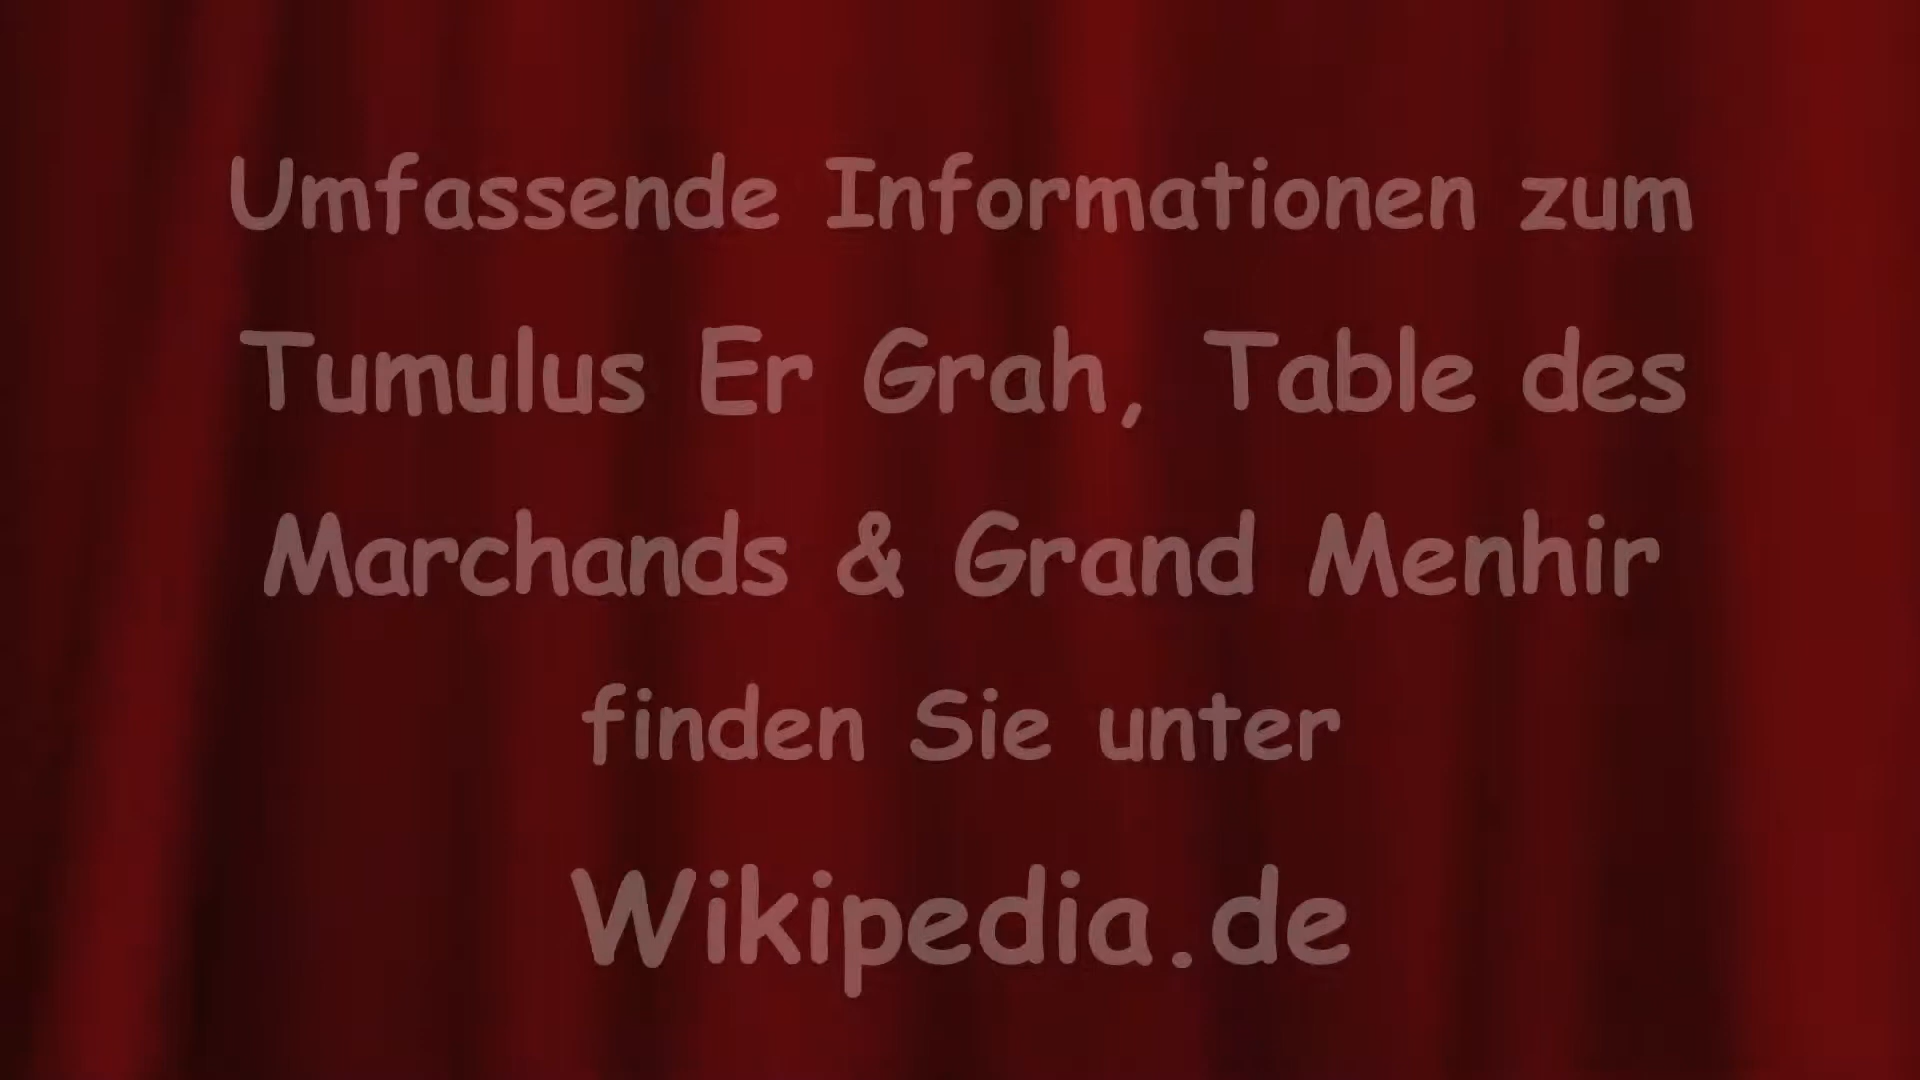 Umfassende Informationen zum
Tumulus Er Grah, Table des
Marchands & Grand Menhir
finden Sie unter
Wikipedia.de